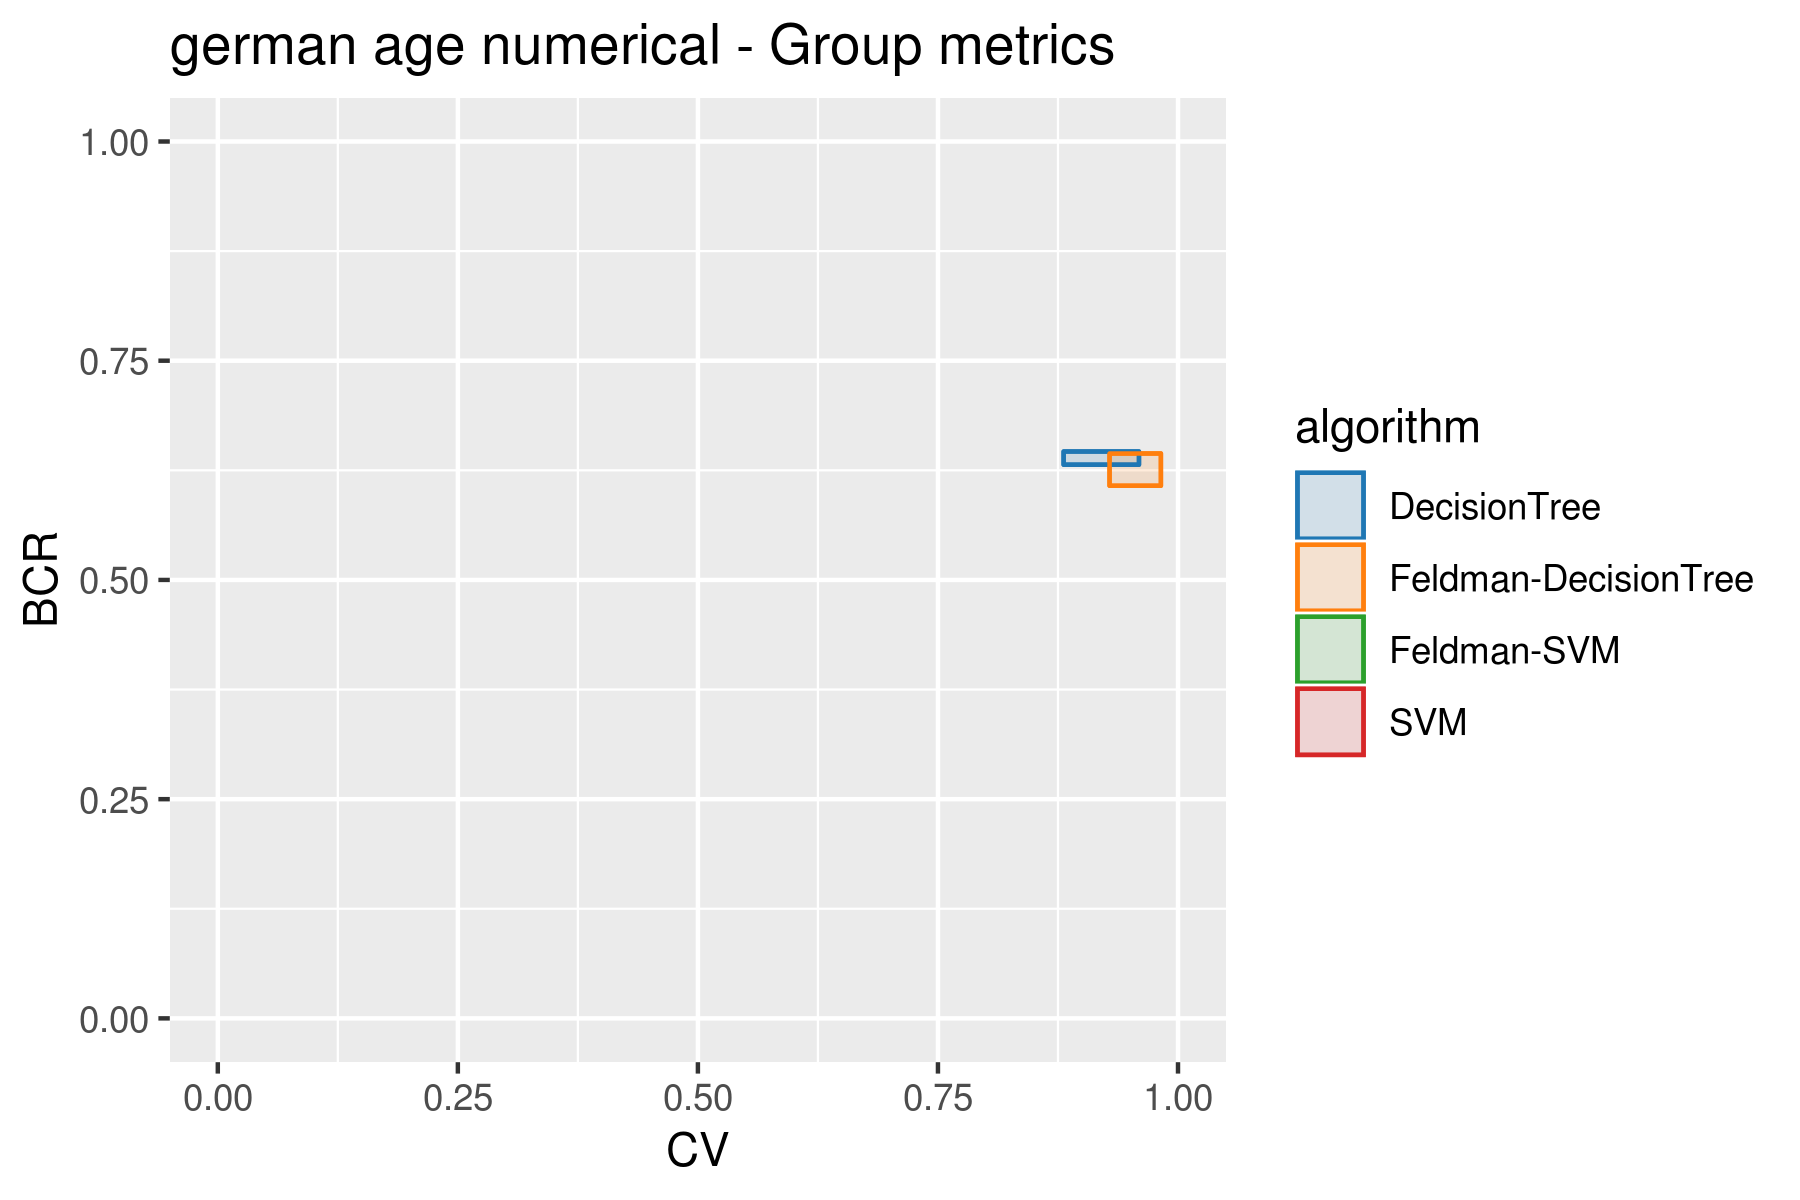 german age numerical - Group metrics
1.00
0.75
0.50
0.25
0.00
BCR
0.00 0.25 0.50 0.75 1.00
CV
algorithm
DecisionTree
Feldman-DecisionTree
Feldman-SVM
SVM